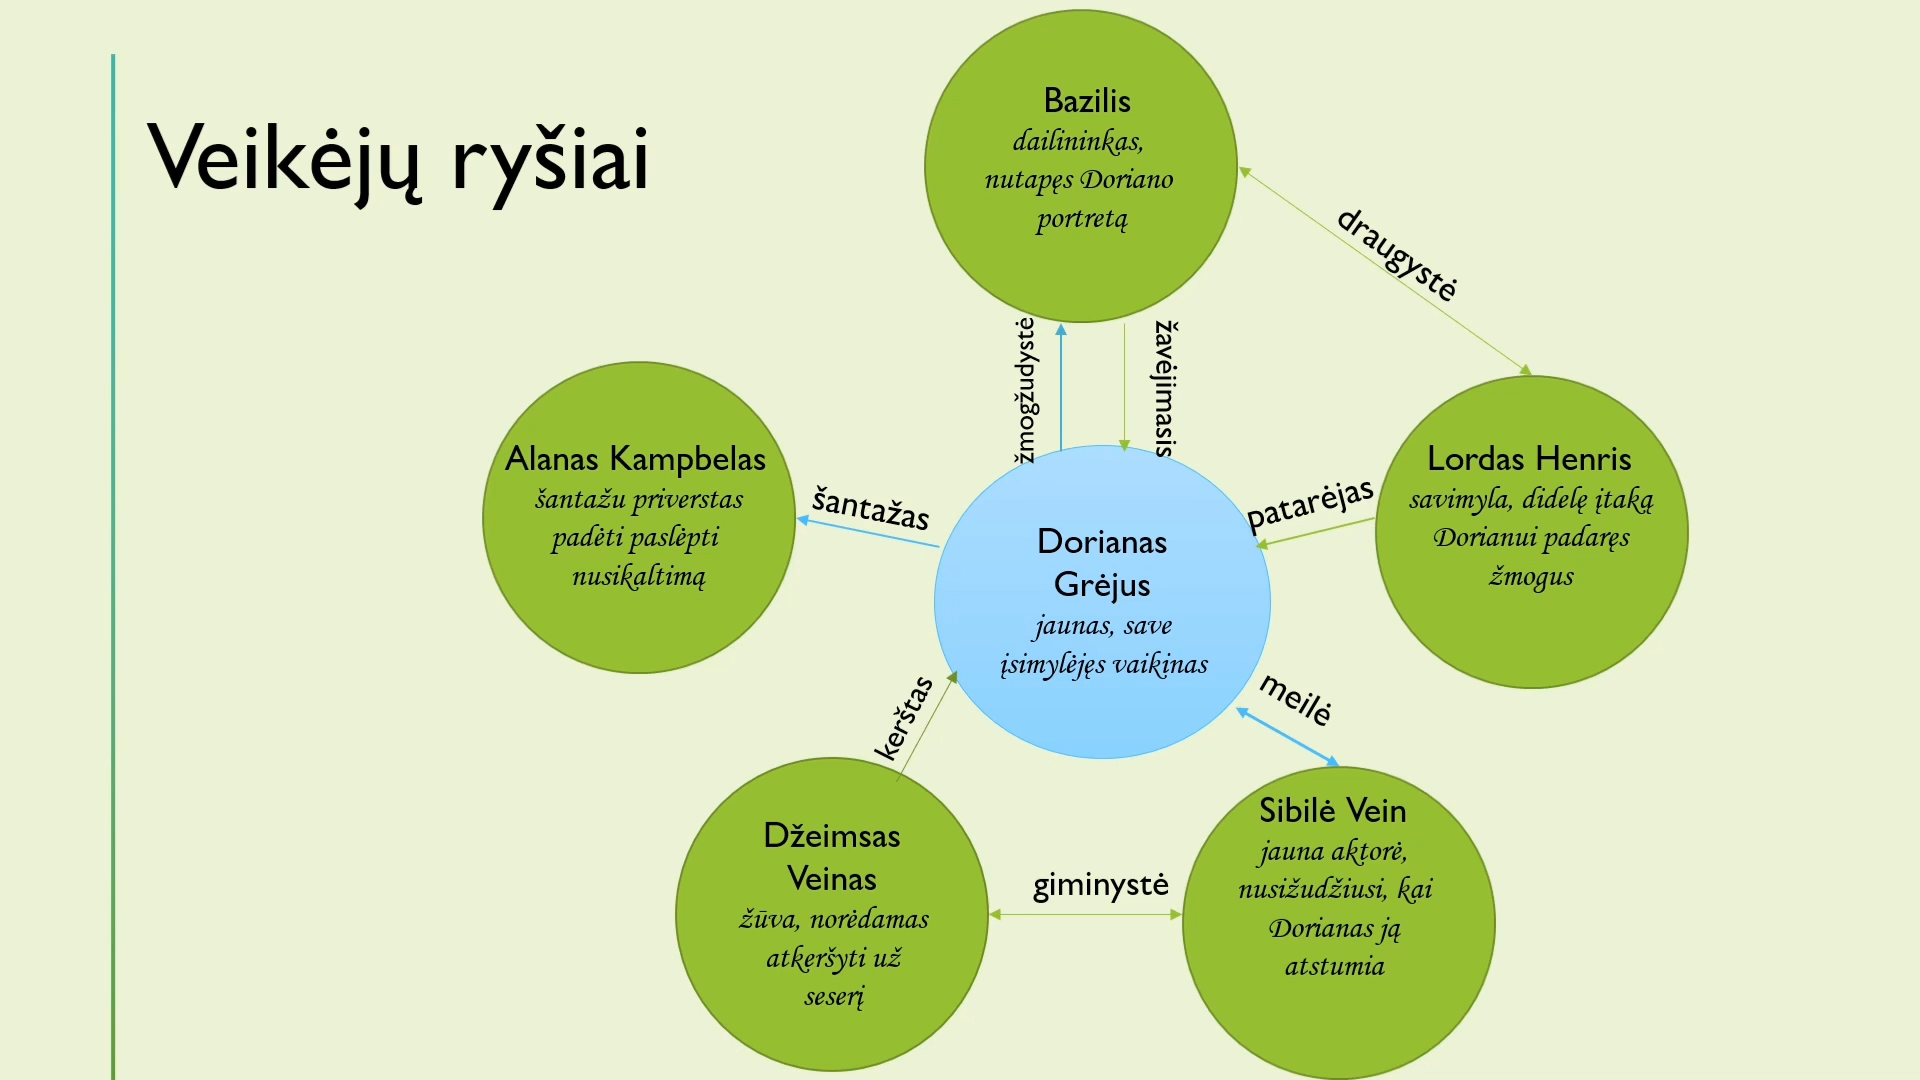 Veikėjų ryšiai
Bazilis
dailininkas,
nutapęs Doriano
portretą
draugystė
žmogžudystė
žavėjimasis
Alanas Kampbelas
šantažu priverstas
padėti paslėpti
nusikaltimą
šantažas
Dorianas
Grėjus
jaunas, save
įsimylėjęs vaikinas
patarėjas
Lordas Henris
savimyla, didelę įtaką
Dorianui padaręs
žmogus
kerštas
meilė
Džeimsas
Veinas
žūva, norėdamas
atkeršyti už
seserį
giminystė
Sibilė Vein
jauna aktorė,
nusižudžiusi, kai
Dorianas ją
atstumia